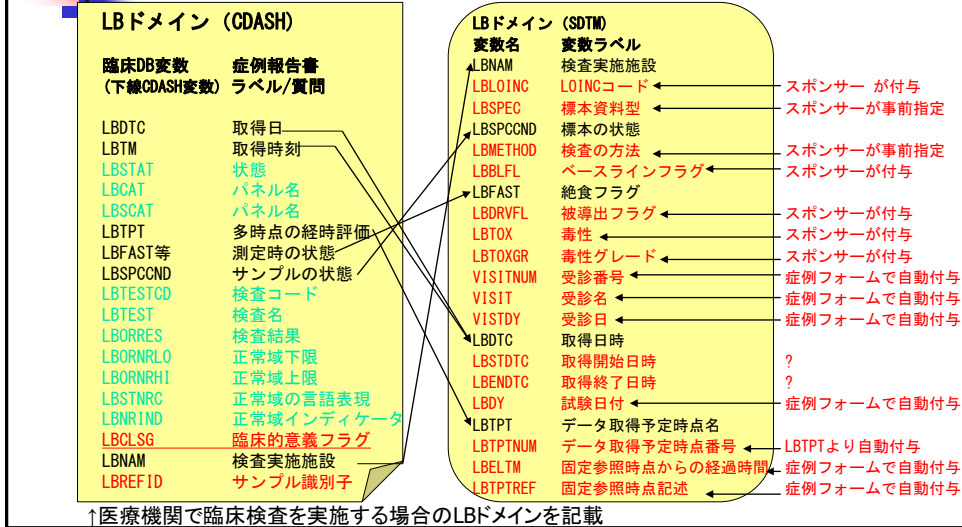 LBドメイン (CDASH)
臨床DB変数 症例報告書
(下線CDASH変数) ラベル/質問
LBDTC 取得日
LBTM 取得時刻
LBSTAT 状態
LBCAT パネル名
LBSCAT パネル名
LBTPT 多時点の経時評価
LBFAST等 測定時の状態
LBSPCCND サンプルの状態
LBTESTCD 検査コード
LBTEST 検査名
LBORRES 検査結果
LBORNRLO 正常域下限
LBORNRHI 正常域上限
LBSTNRC 正常域の言語表現
LBNRIND 正常域インディケータ
LBCLSG 臨床的意義フラグ
LBNAM 検査実施施設
LBREFID サンプル識別子
LBドメイン (SDTM)
変数名 変数ラベル
LBNAM 検査実施施設
LBLOINC LOINCコード スポンサー が付与
LBSPEC 標本資料型 スポンサーが事前指定
LBSPCCND 標本の状態
LBMETHOD 検査の方法 スポンサーが事前指定
LBBLFL ベースラインフラグ スポンサーが付与
LBFAST 絶食フラグ
LBDRVFL 被導出フラグ スポンサーが付与
LBTOX 毒性 スポンサーが付与
LBTOXGR 毒性グレード スポンサーが付与
VISITNUM 受診番号 症例フォームで自動付与
VISIT 受診名 症例フォームで自動付与
VISTDY 受診日 症例フォームで自動付与
LBDTC 取得日時
LBSTDTC 取得開始日時 ?
LBENDTC 取得終了日時 ?
LBDY 試験日付 症例フォームで自動付与
LBTPT データ取得予定時点名
LBTPTNUM データ取得予定時点番号 LBTPTより自動付与
LBELTM 固定参照時点からの経過時間 症例フォームで自動付与
LBTPTREF 固定参照時点記述 症例フォームで自動付与
↑医療機関で臨床検査を実施する場合のLBドメインを記載